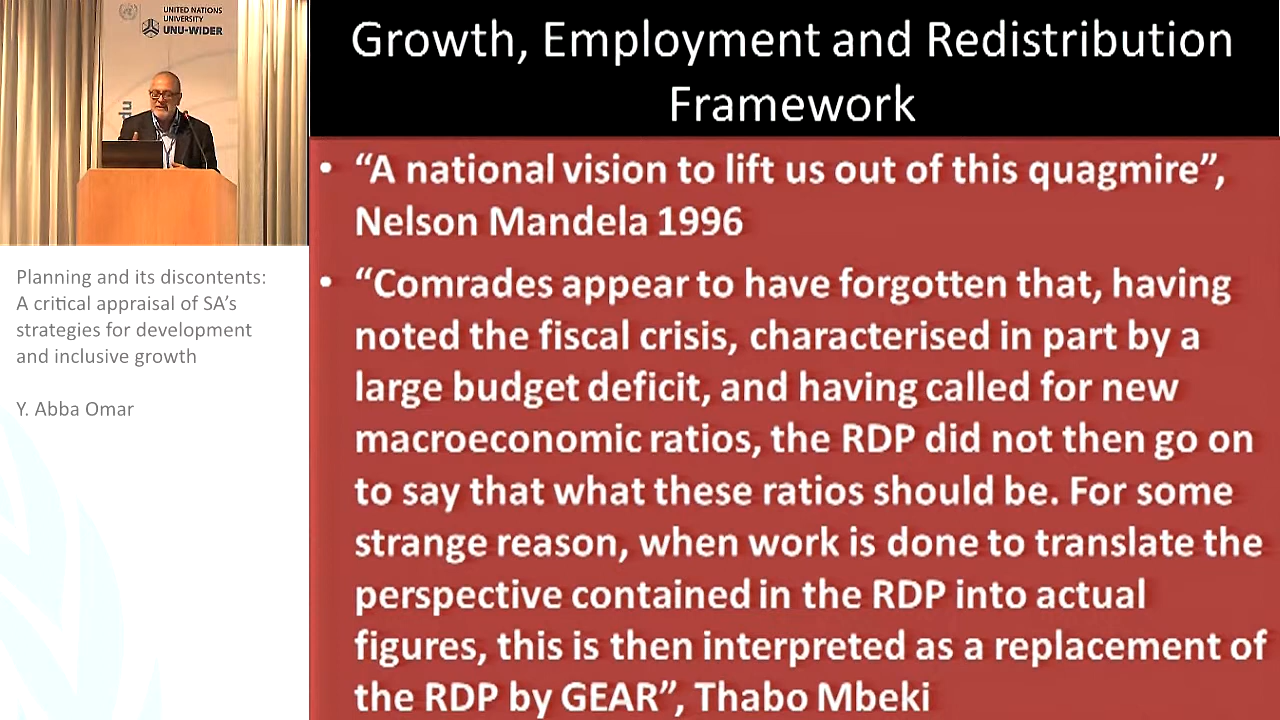 UNITED NATIONS
UNIVERSITY
UNU-WIDER
Planning and its discontents:
A critical appraisal of SA's
strategies for development
and inclusive growth
Y. Abba Omar
Growth, Employment and Redistribution
Framework
• “A national vision to lift us out of this quagmire”,
Nelson Mandela 1996
• “Comrades appear to have forgotten that, having
noted the fiscal crisis, characterised in part by a
large budget deficit, and having called for new
macroeconomic ratios, the RDP did not then go on
to say that what these ratios should be. For some
strange reason, when work is done to translate the
perspective contained in the RDP into actual
figures, this is then interpreted as a replacement of
the RDP by GEAR”, Thabo Mbeki